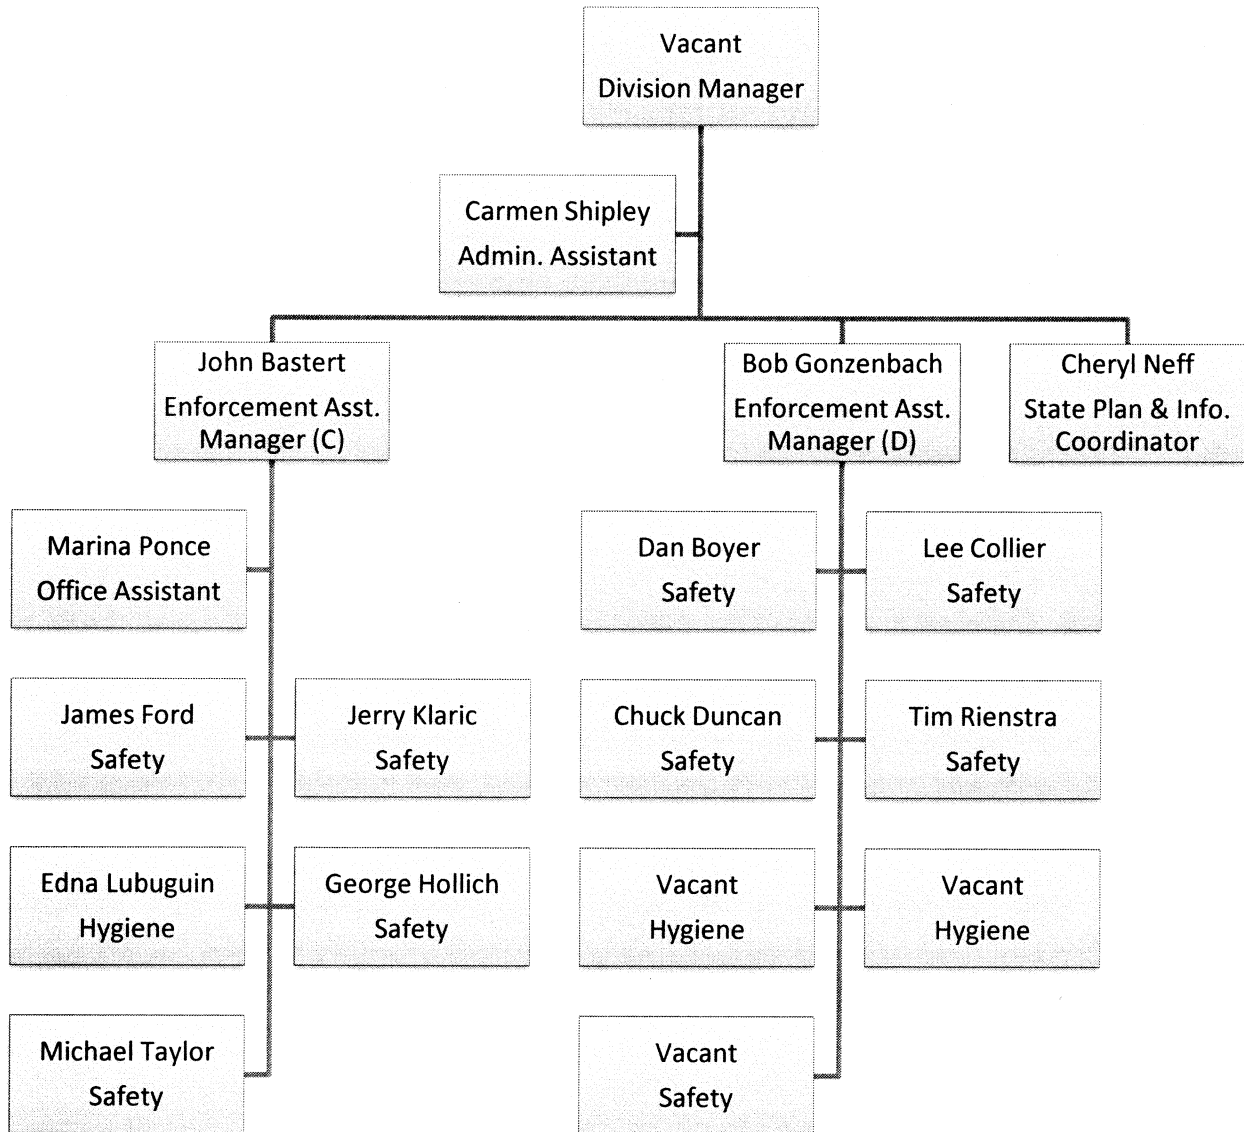 Vacant
Division Manager
Carmen Shipley
Admin. Assistant
John Bastert
Enforcement Asst.
Manager (C)
Bob Gonzenbach
Enforcement Asst.
Manager (D)
Cheryl Neff
State Plan & Info.
Coordinator
Marina Ponce
Office Assistant
James Ford
Safety
Jerry Klaric
Safety
Edna Lubuguin
Hygiene
George Hollich
Safety
Michael Taylor
Safety
Dan Boyer
Safety
Lee Collier
Safety
Chuck Duncan
Safety
Tim Rienstra
Safety
Vacant
Hygiene
Vacant
Hygiene
Vacant
Safety